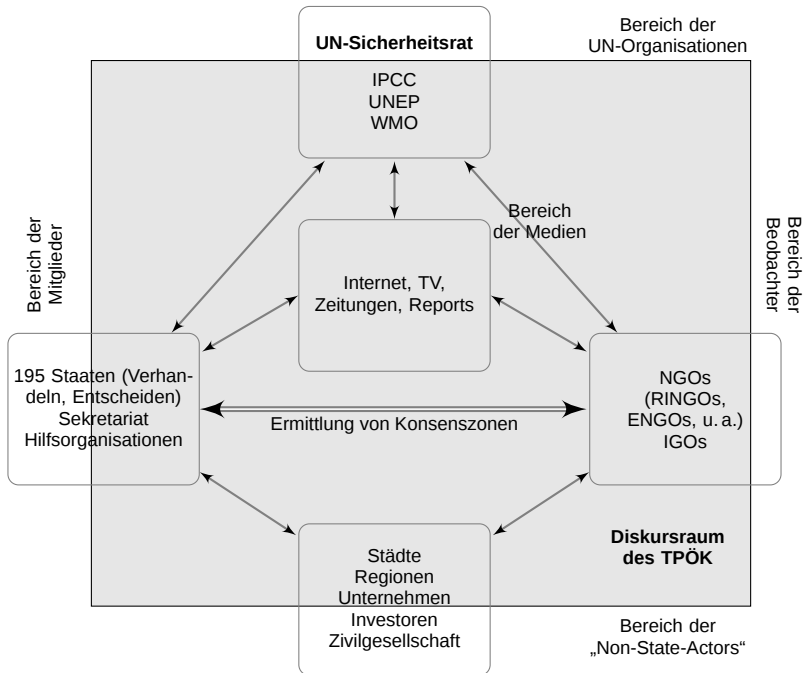 Bereich der
UN-Organisationen
UN-Sicherheitsrat
IPCC
UNEP
WMO
Bereich der
Mitglieder
Bereich
der Medien
Bereich der
Beobachter
Internet, TV,
Zeitungen, Reports
195 Staaten (Verhan-
deln, Entscheiden)
Sekretariat
Hilfsorganisationen
Ermittlung von Konsenszonen
NGOs
(RINGOs,
ENGOs, u. a.)
IGOs
Städte
Regionen
Unternehmen
Investoren
Zivilgesellschaft
Diskursraum
des TPÖK
Bereich der
„Non-State-Actors“